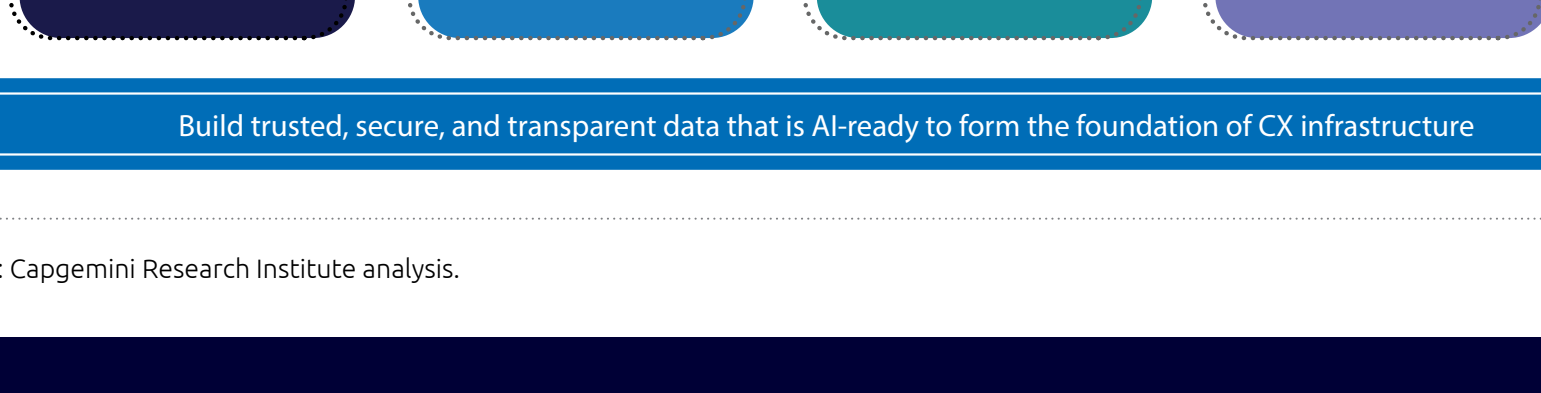 Build trusted, secure, and transparent data that is AI-ready to form the foundation of CX infrastructure
: Capgemini Research Institute analysis.